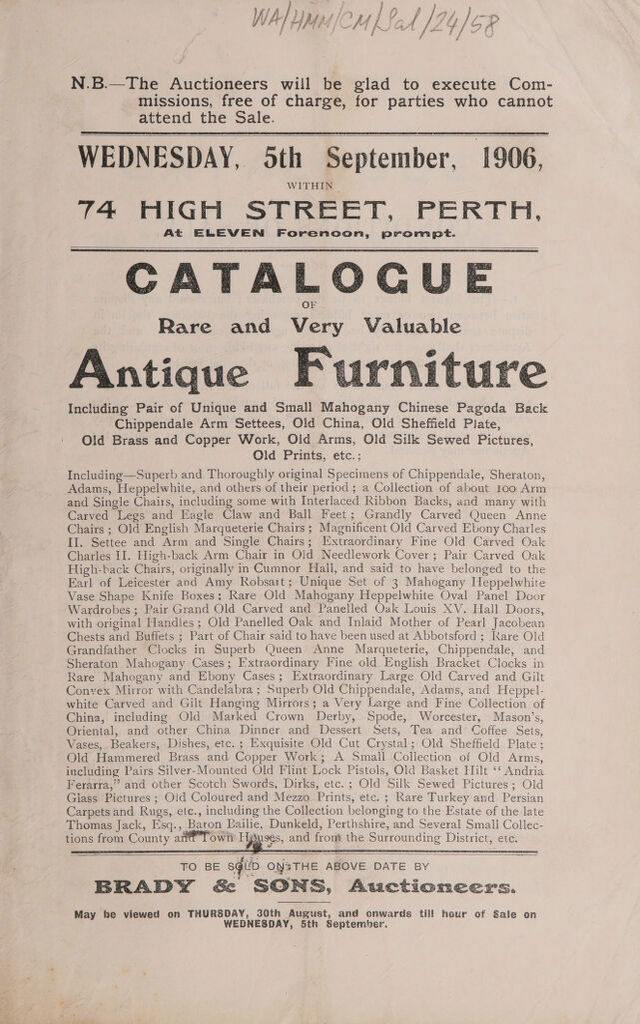 WA/HMM/CM/Sal/24/58
N.B.—The Auctioneers will be glad to execute Com-
missions, free of charge, for parties who cannot
attend the Sale.
WEDNESDAY, 5th September, 1906,
WITHIN
74 HIGH STREET, PERTH,
At ELEVEN Forenoon, prompt.
CATALOGUE
OF
Rare and Very Valuable
Antique Furniture
Including Pair of Unique and Small Mahogany Chinese Pagoda Back
Chippendale Arm Settees, Old China, Old Sheffield Plate,
Old Brass and Copper Work, Old Arms, Old Silk Sewed Pictures,
Old Prints, etc.;
Including—Superb and Thoroughly original Specimens of Chippendale, Sheraton,
Adams, Heppelwhite, and others of their period; a Collection of about 100 Arm
and Single Chairs, including some with Interlaced Ribbon Backs, and many with
Carved Legs and Eagle Claw and Ball Feet; Grandly Carved Queen Anne
Chairs; Old English Marqueterie Chairs; Magnificent Old Carved Ebony Charles
II. Settee and Arm and Single Chairs; Extraordinary Fine Old Carved Oak
Charles II. High-back Arm Chair in Old Needlework Cover; Pair Carved Oak
High-back Chairs, originally in Cumnor Hall, and said to have belonged to the
Earl of Leicester and Amy Robsart; Unique Set of 3 Mahogany Heppelwhite
Vase Shape Knife Boxes; Rare Old Mahogany Heppelwhite Oval Panel Door
Wardrobes; Pair Grand Old Carved and Panelled Oak Louis XV. Hall Doors,
with original Handles; Old Panelled Oak and Inlaid Mother of Pearl Jacobean
Chests and Buffets; Part of Chair said to have been used at Abbotsford; Rare Old
Grandfather Clocks in Superb Queen Anne Marqueterie, Chippendale, and
Sheraton Mahogany Cases; Extraordinary Fine old English Bracket Clocks in
Rare Mahogany and Ebony Cases; Extraordinary Large Old Carved and Gilt
Convex Mirror with Candelabra; Superb Old Chippendale, Adams, and Heppel-
white Carved and Gilt Hanging Mirrors; a Very Large and Fine Collection of
China, including Old Marked Crown Derby, Spode, Worcester, Mason's,
Oriental, and other China Dinner and Dessert Sets, Tea and Coffee Sets,
Vases, Beakers, Dishes, etc.; Exquisite Old Cut Crystal; Old Sheffield Plate;
Old Hammered Brass and Copper Work; A Small Collection of Old Arms,
including Pairs Silver-Mounted Old Flint Lock Pistols, Old Basket Hilt "Andria
Ferarra," and other Scotch Swords, Dirks, etc.; Old Silk Sewed Pictures; Old
Glass Pictures; Old Coloured and Mezzo Prints, etc.; Rare Turkey and Persian
Carpets and Rugs, etc., including the Collection belonging to the Estate of the late
Thomas Jack, Esq., Baron Bailie, Dunkeld, Perthshire, and Several Small Collec-
tions from County and Town Houses, and from the Surrounding District, etc.
TO BE SOLD ON THE ABOVE DATE BY
BRADY & SONS, Auctioneers.
May be viewed on THURSDAY, 30th August, and onwards till hour of Sale on
WEDNESDAY, 5th September.